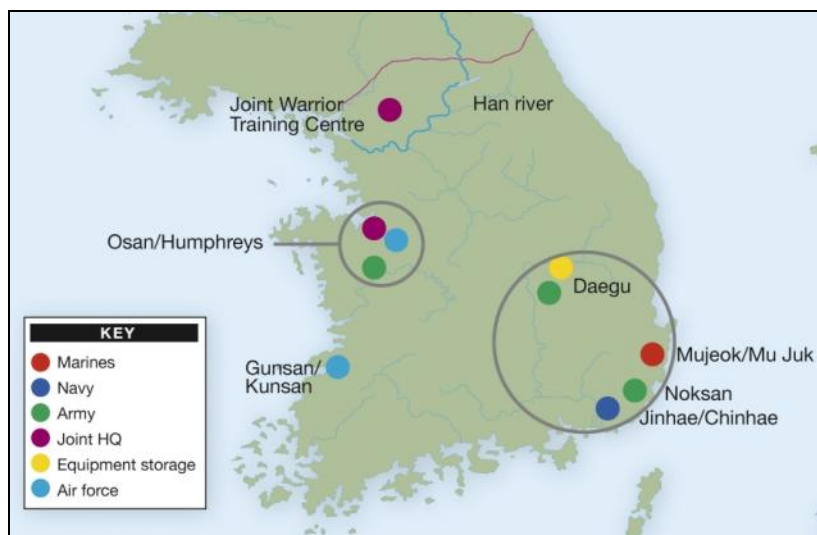 Joint Warrior
Training Centre
Han river
Osan/Humphreys
Daegu
Gunsan/
Kunsan
Mujeok/Mu Juk
Noksan
Jinhae/Chinhae
KEY
Marines
Navy
Army
Joint HQ
Equipment storage
Air force